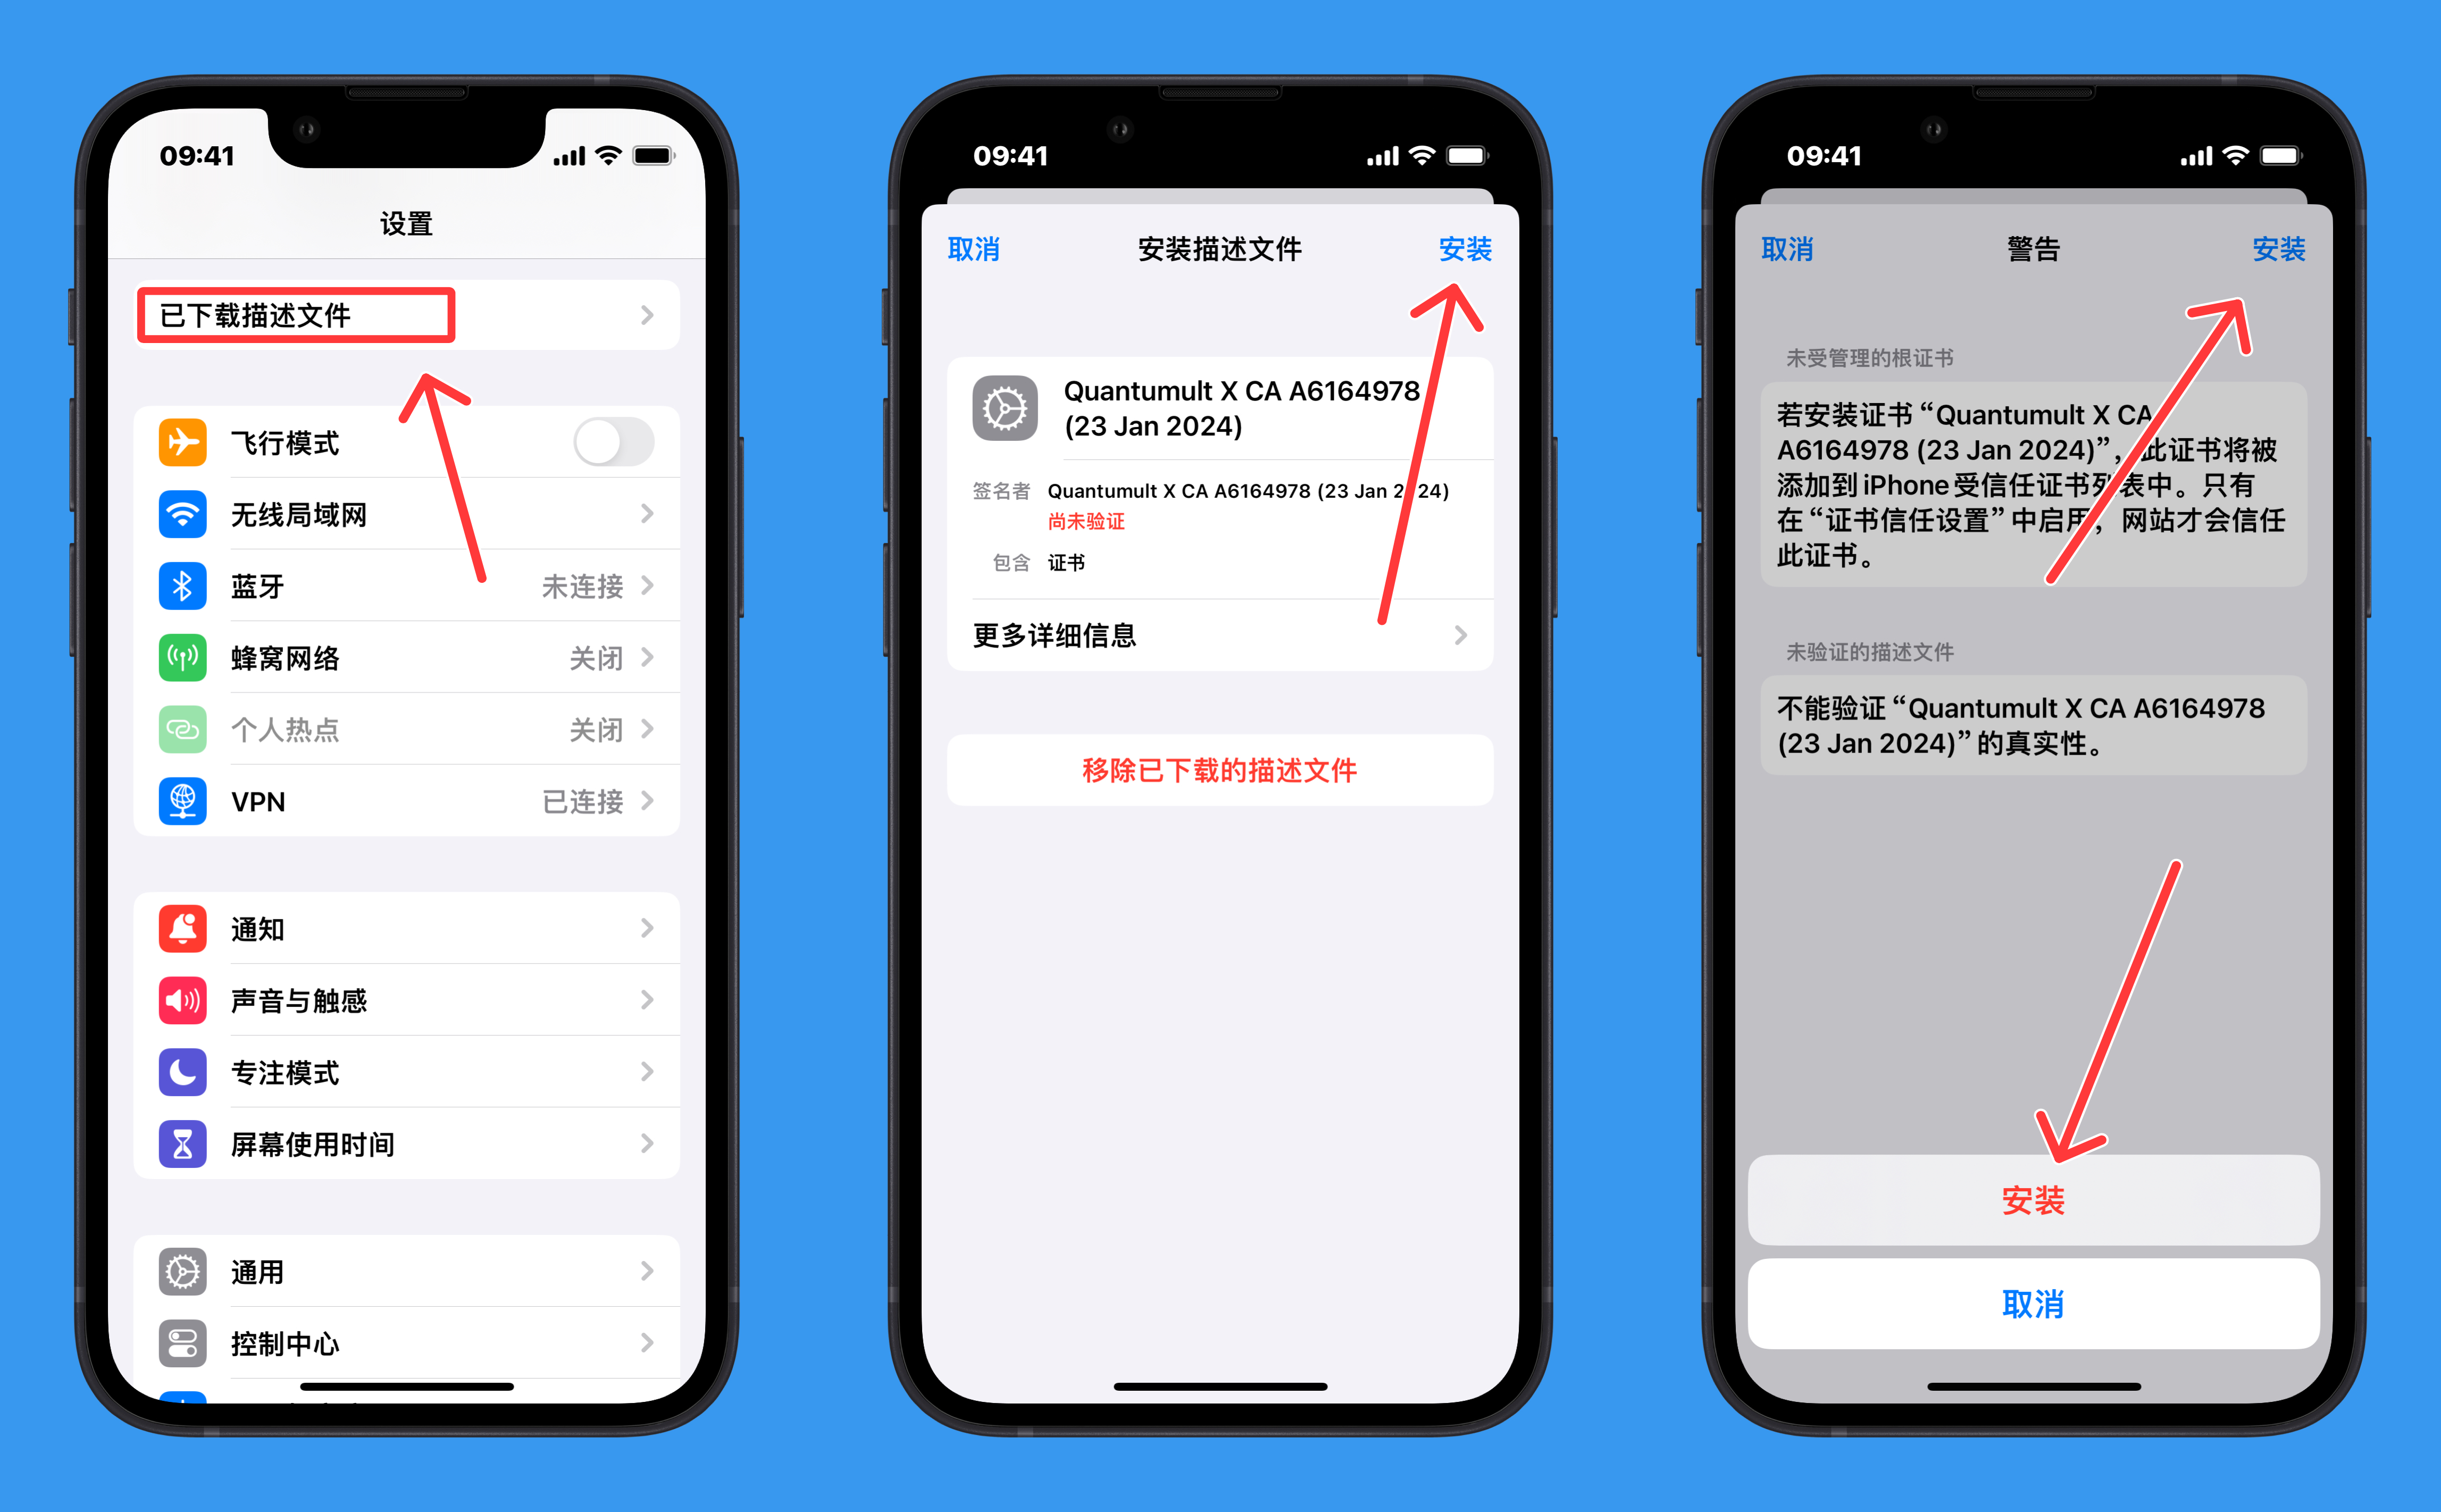 09:41
设置
已下载描述文件
飞行模式
无线局域网
蓝牙 未连接
蜂窝网络 关闭
个人热点 关闭
VPN 已连接
通知
声音与触感
专注模式
屏幕使用时间
通用
控制中心
09:41
取消 安装描述文件 安装
Quantumult X CA A6164978
(23 Jan 2024)
签名者 Quantumult X CA A6164978 (23 Jan 2024)
尚未验证
包含 证书
更多详细信息
移除已下载的描述文件
09:41
取消 警告 安装
未受管理的根证书
若安装证书“Quantumult X CA
A6164978 (23 Jan 2024)”，此证书将被
添加到iPhone受信任证书列表中。只有
在“证书信任设置”中启用，网站才会信任
此证书。
未验证的描述文件
不能验证“Quantumult X CA A6164978
(23 Jan 2024)”的真实性。
安装
取消